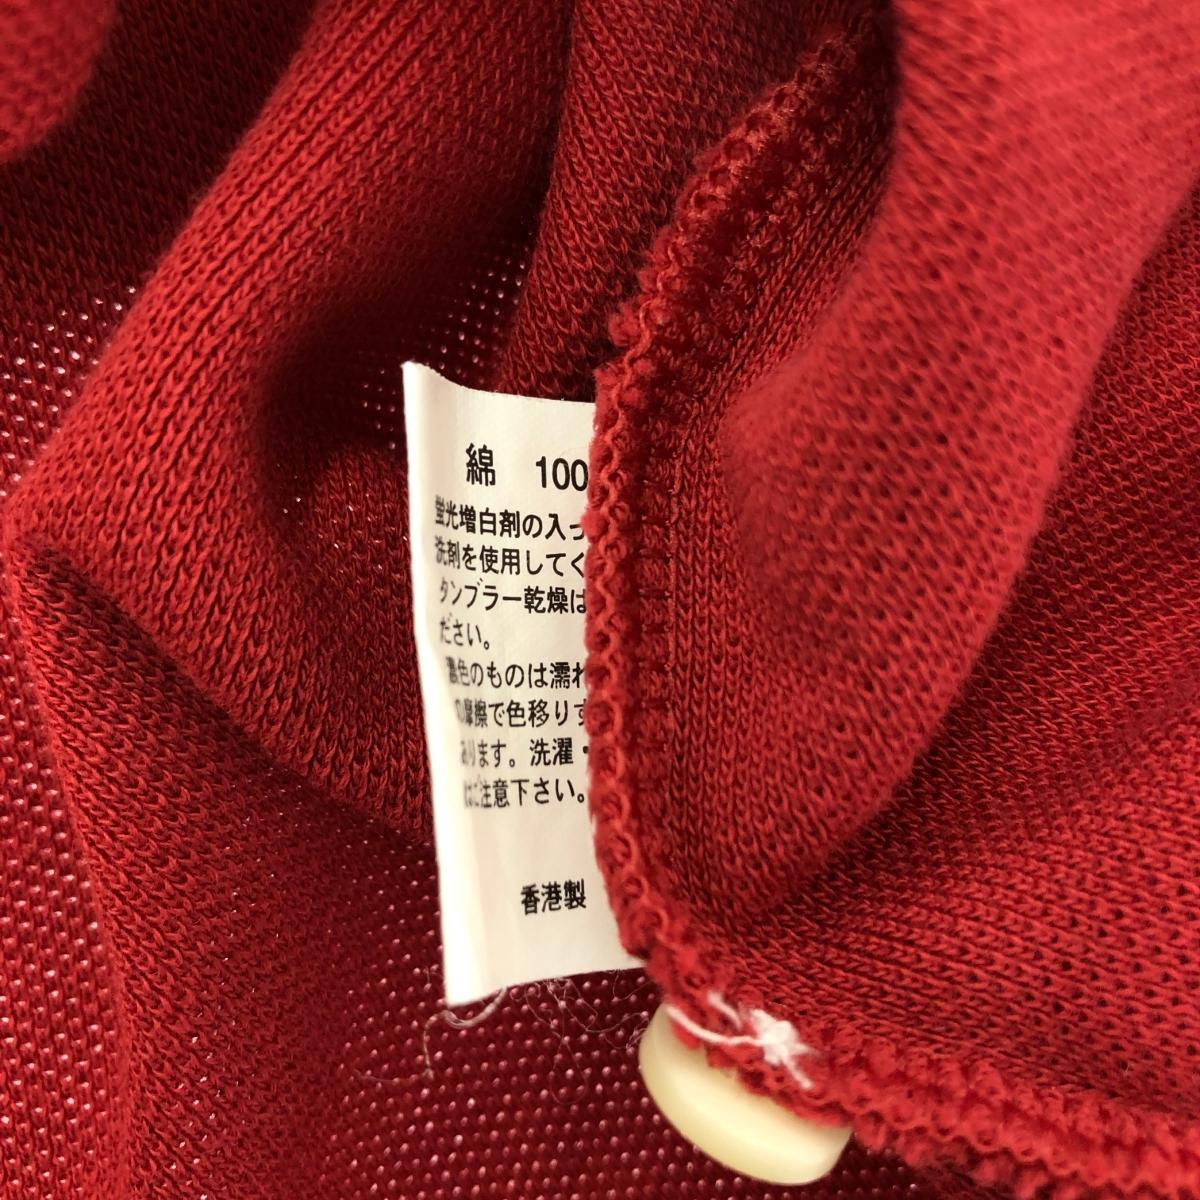 綿 100
蛍光増白剤の入っ
洗剤を使用してく
タンブラー乾燥は
ださい。
濃色のものは濡れ
の摩擦で色移りす
あります。洗濯・
はご注意下さい。
香港製